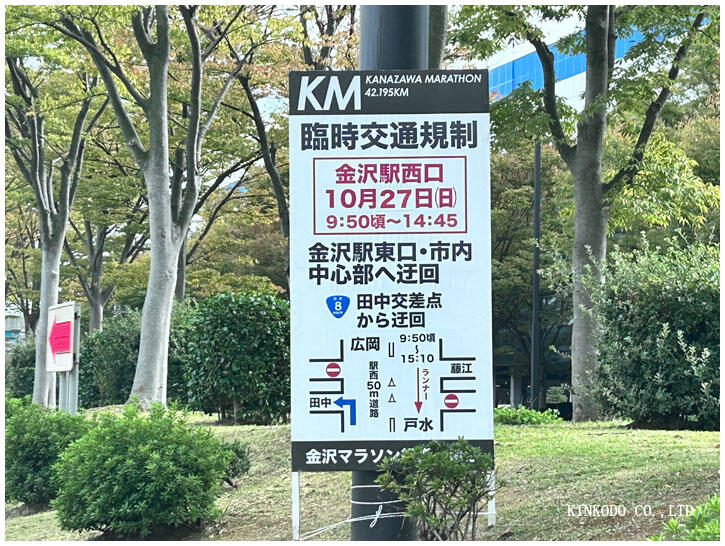 KM
KANAZAWA MARATHON
42.195KM
臨時交通規制
金沢駅西口
10月27日(日)
9:50頃〜14:45
金沢駅東口・市内
中心部へ迂回
8
田中交差点
から迂回
広岡
9:50頃
〜
15:10
藤江
駅西50m道路
ランナー
田中
戸水
金沢マラソン
KINKODO CO.,LTD